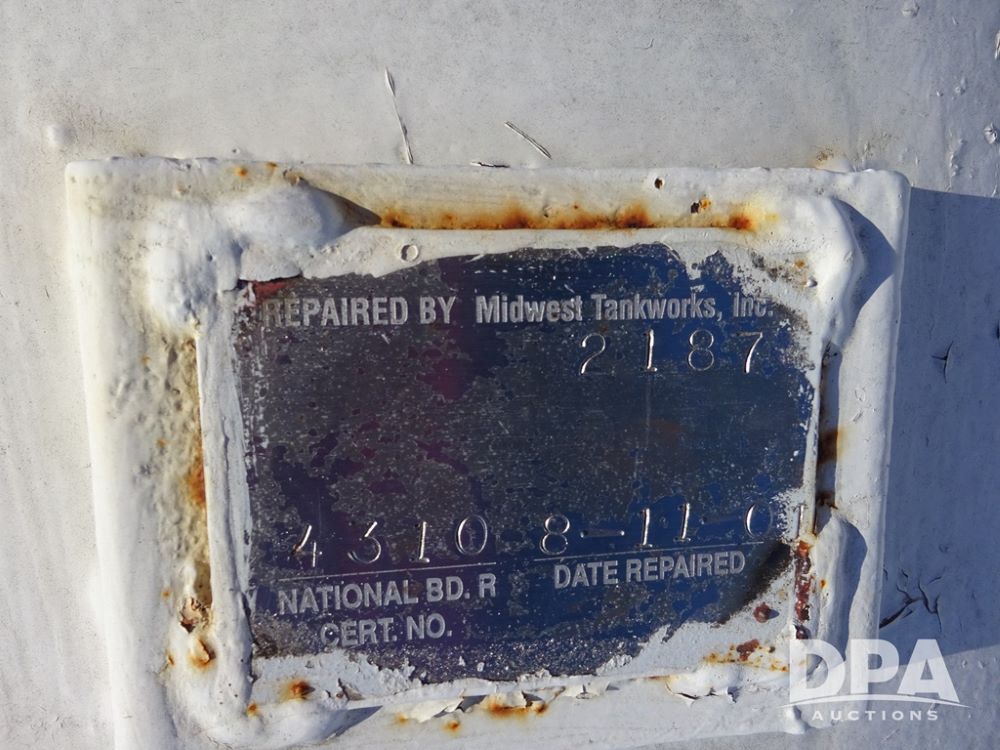 REPAIRED BY Midwest Tankworks, Inc.
2187
4310 8-11-01
NATIONAL BD. R DATE REPAIRED
CERT. NO.
DPA
AUCTIONS